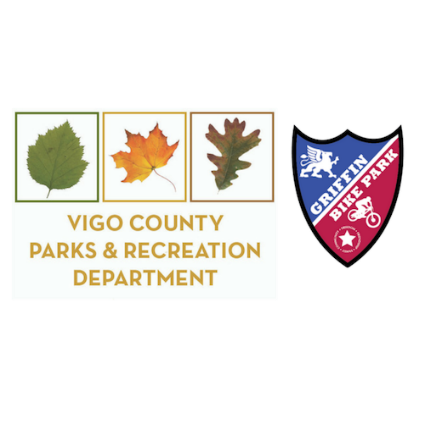 VIGO COUNTY
PARKS & RECREATION
DEPARTMENT
GRIFFIN
BIKE PARK